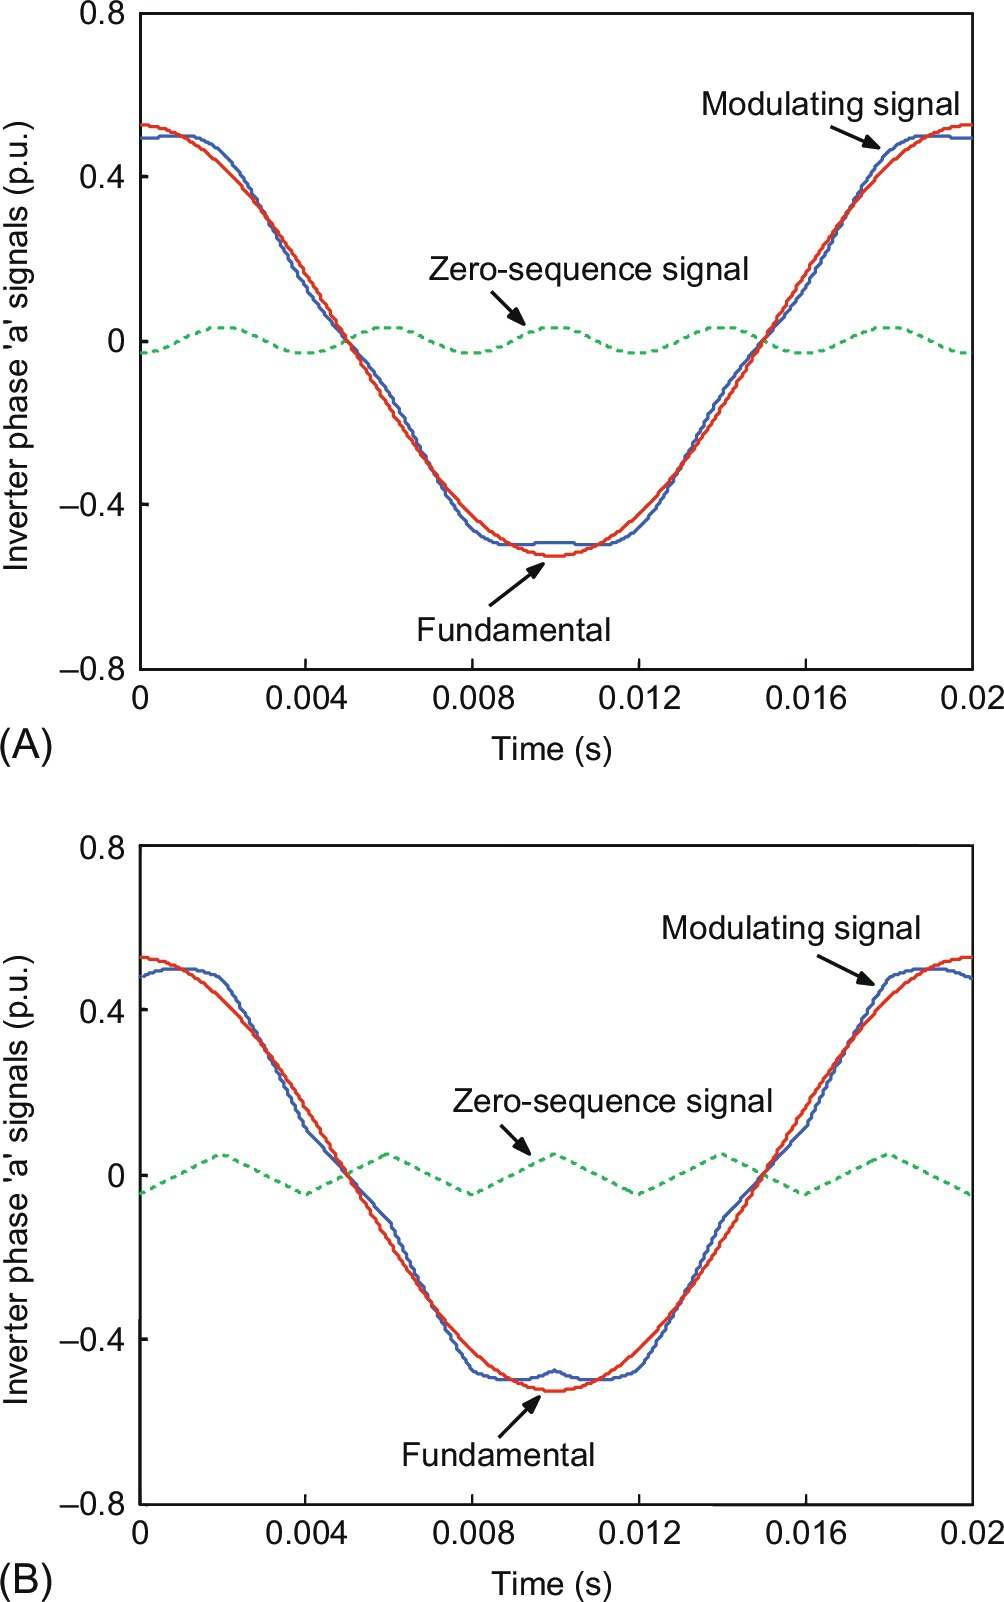 0.8
Modulating signal
0.4
Zero-sequence signal
0
–0.4
Fundamental
–0.8
Inverter phase 'a' signals (p.u.)
0 0.004 0.008 0.012 0.016 0.02
Time (s)
(A)
0.8
Modulating signal
0.4
Zero-sequence signal
0
–0.4
Fundamental
–0.8
Inverter phase 'a' signals (p.u.)
0 0.004 0.008 0.012 0.016 0.02
Time (s)
(B)